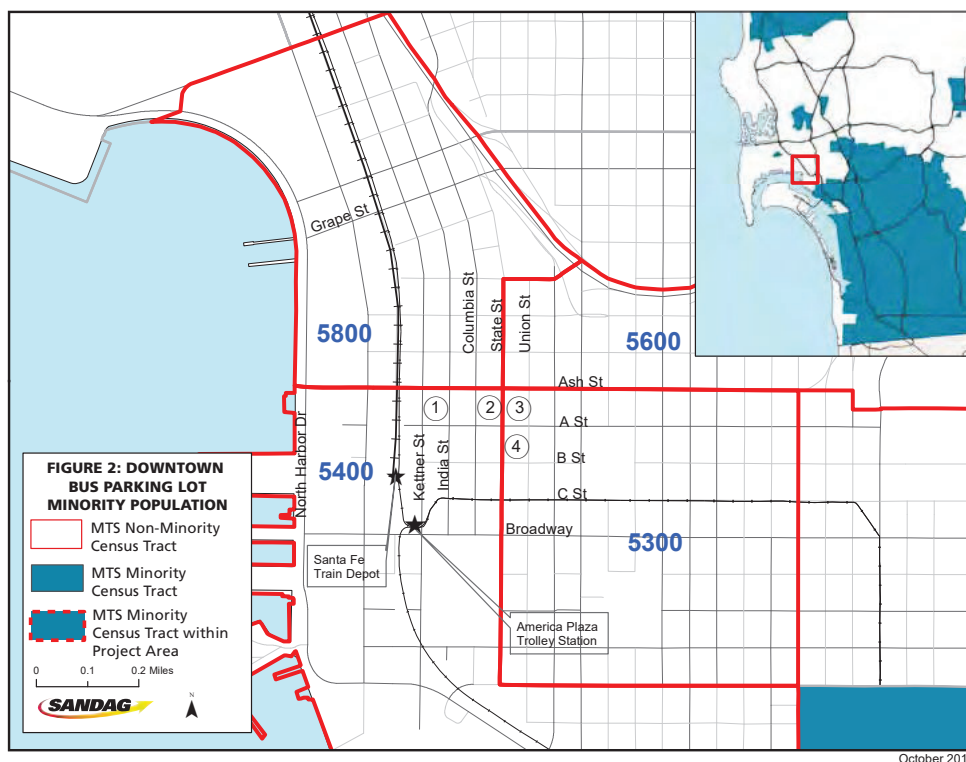 Grape St
Columbia St
State St
Union St
5800
5600
Ash St
1
2
3
A St
4
B St
North Harbor Dr
5400
Kettner St
India St
C St
Broadway
5300
Santa Fe
Train Depot
America Plaza
Trolley Station
FIGURE 2: DOWNTOWN
BUS PARKING LOT
MINORITY POPULATION
MTS Non-Minority
Census Tract
MTS Minority
Census Tract
MTS Minority
Census Tract within
Project Area
0 0.1 0.2 Miles
SANDAG
N
October 201